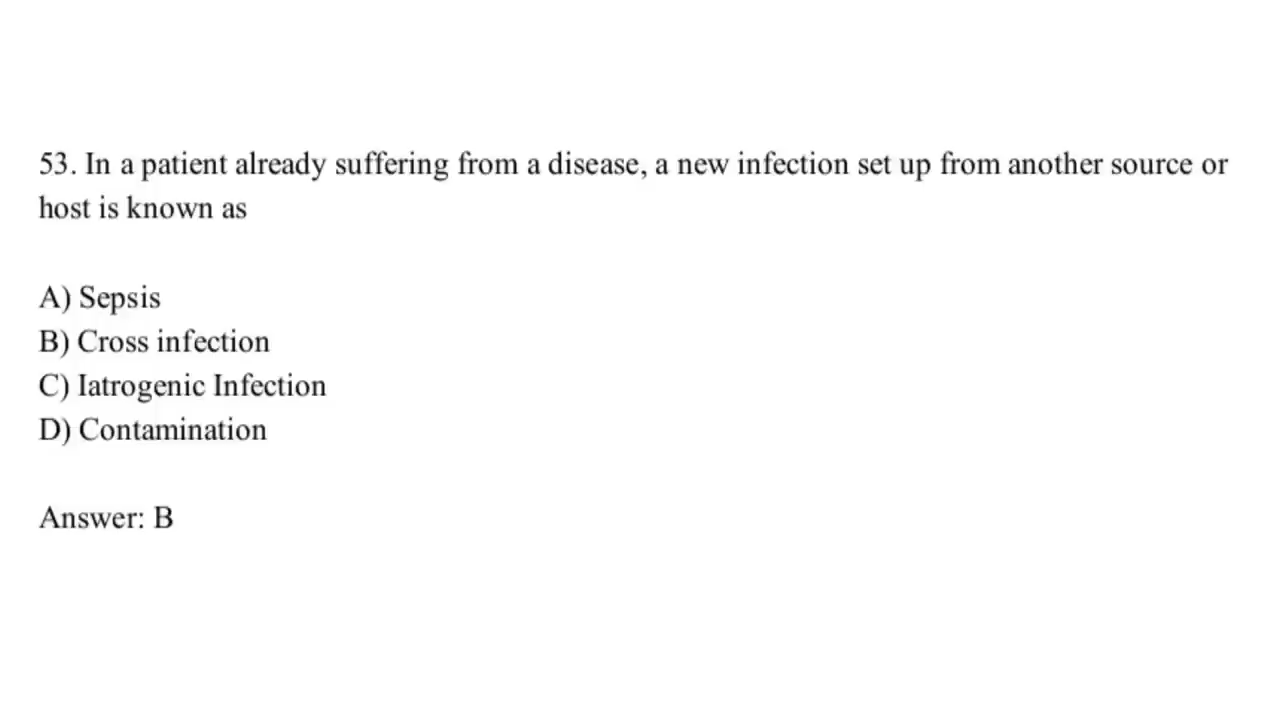 53. In a patient already suffering from a disease, a new infection set up from another source or
host is known as
A) Sepsis
B) Cross infection
C) Iatrogenic Infection
D) Contamination
Answer: B